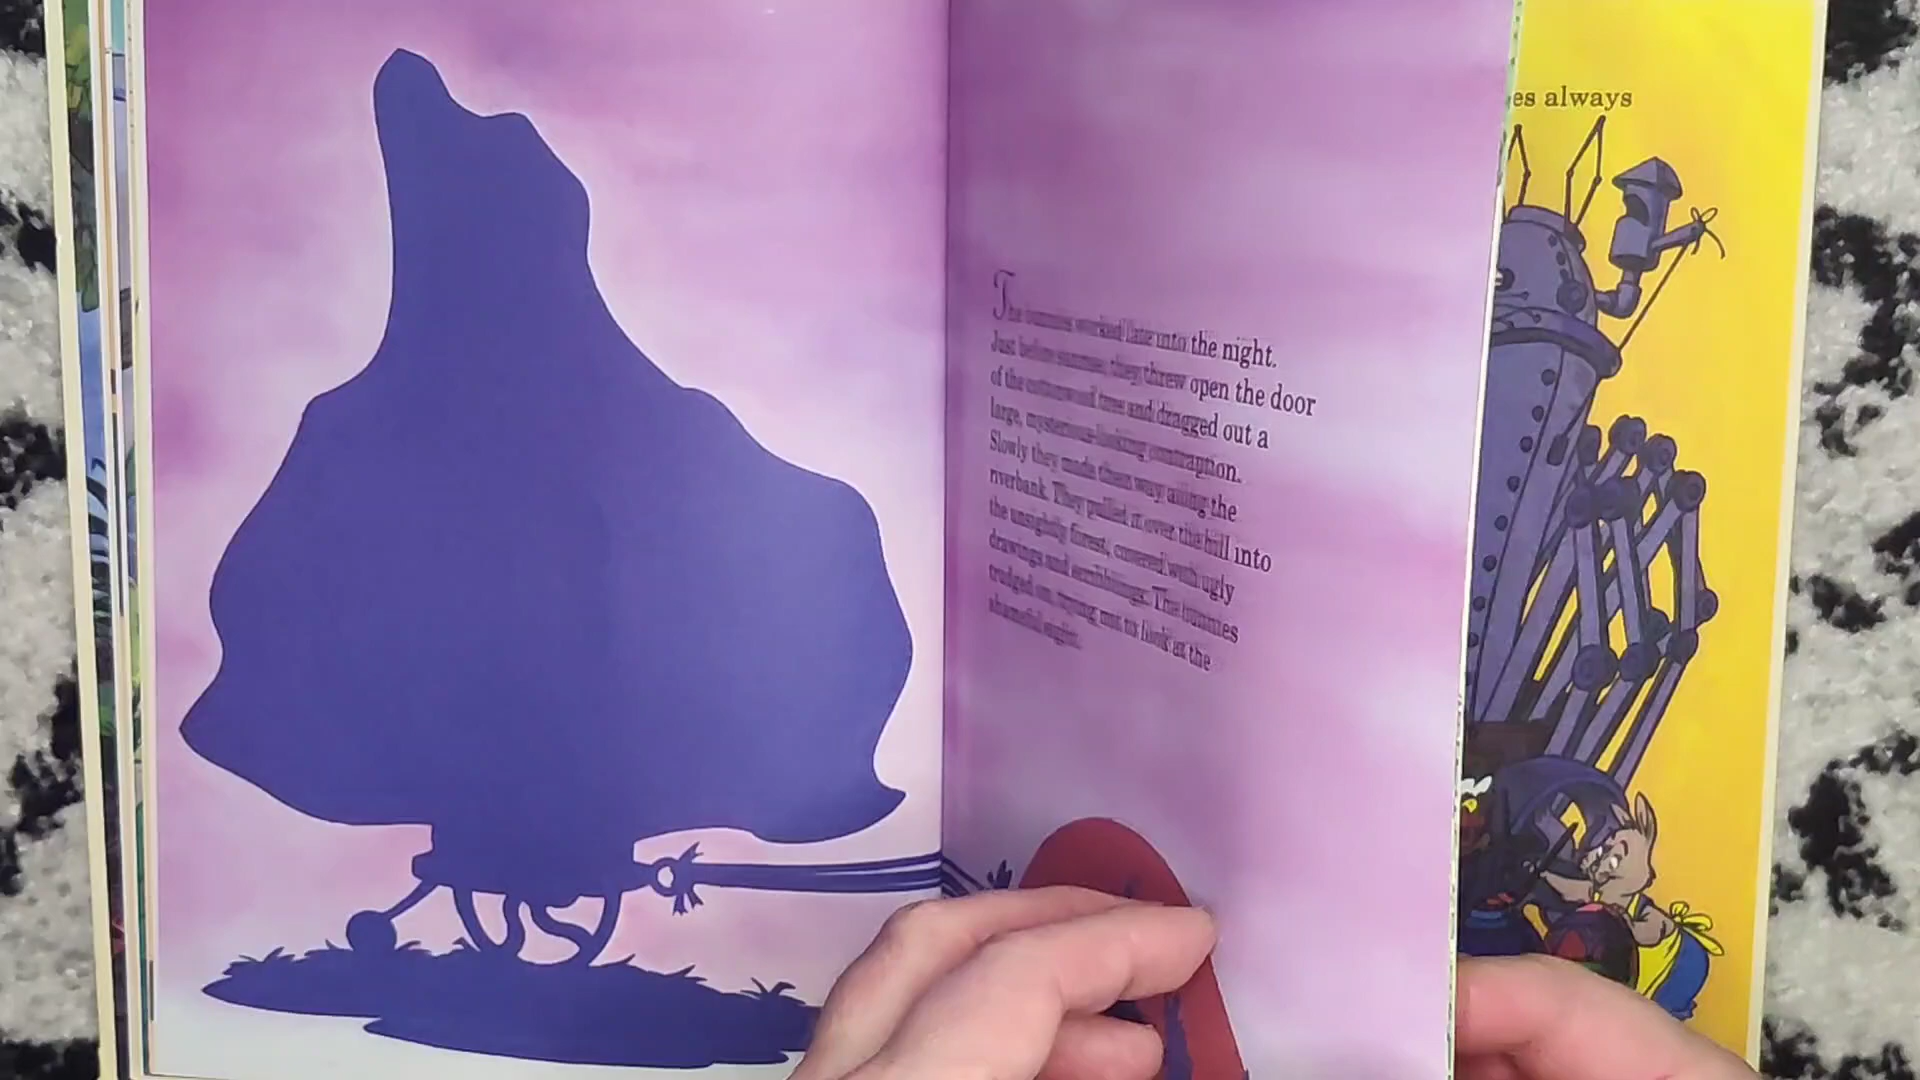 The bunnies worked late into the night.
Just before sunrise, they threw open the door
of the cottonwood tree and dragged out a
large, mysterious-looking contraption.
Slowly they made their way along the
riverbank. They pulled it over the hill into
the unsightly forest, covered with ugly
drawings and scribblings. The bunnies
trudged on, trying not to look at the
shameful sight.
es always